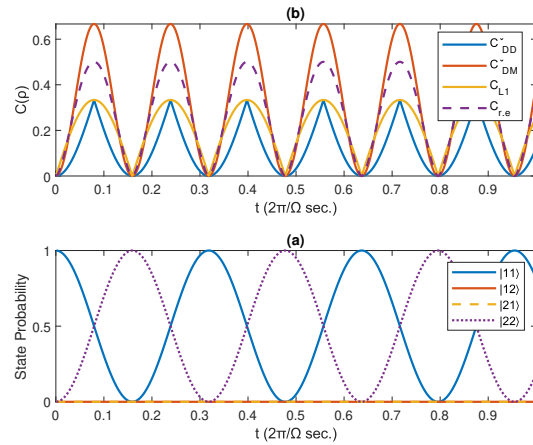 (b)
C(ρ)
0.6
0.4
0.2
0
C˘DD
C˘DM
CL1
Cr.e
0 0.1 0.2 0.3 0.4 0.5 0.6 0.7 0.8 0.9
t (2π/Ω sec.)
(a)
State Probability
1
0.5
0
|11⟩
|12⟩
|21⟩
|22⟩
0 0.1 0.2 0.3 0.4 0.5 0.6 0.7 0.8 0.9
t (2π/Ω sec.)